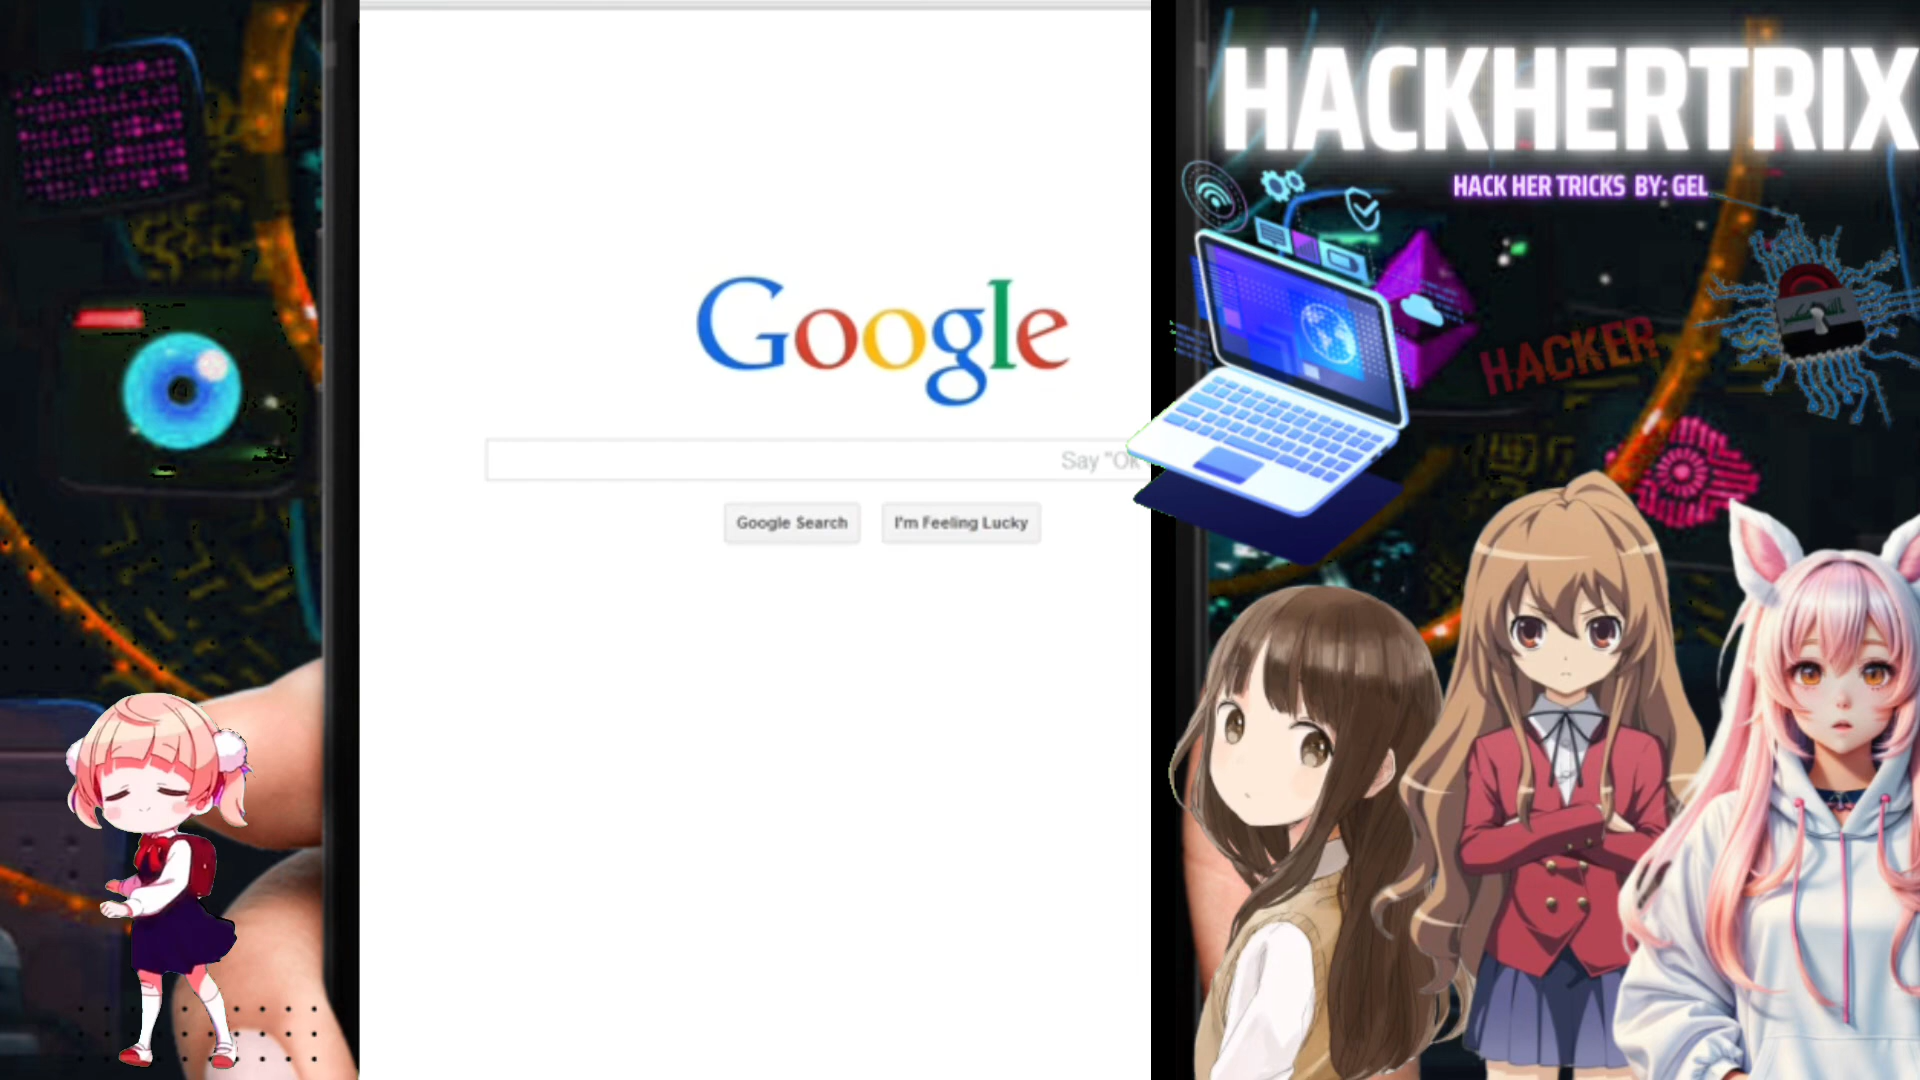 HACKHERTRIX
HACK HER TRICKS BY: GEL
Google
HACKER
Say "Ok
Google Search
I'm Feeling Lucky